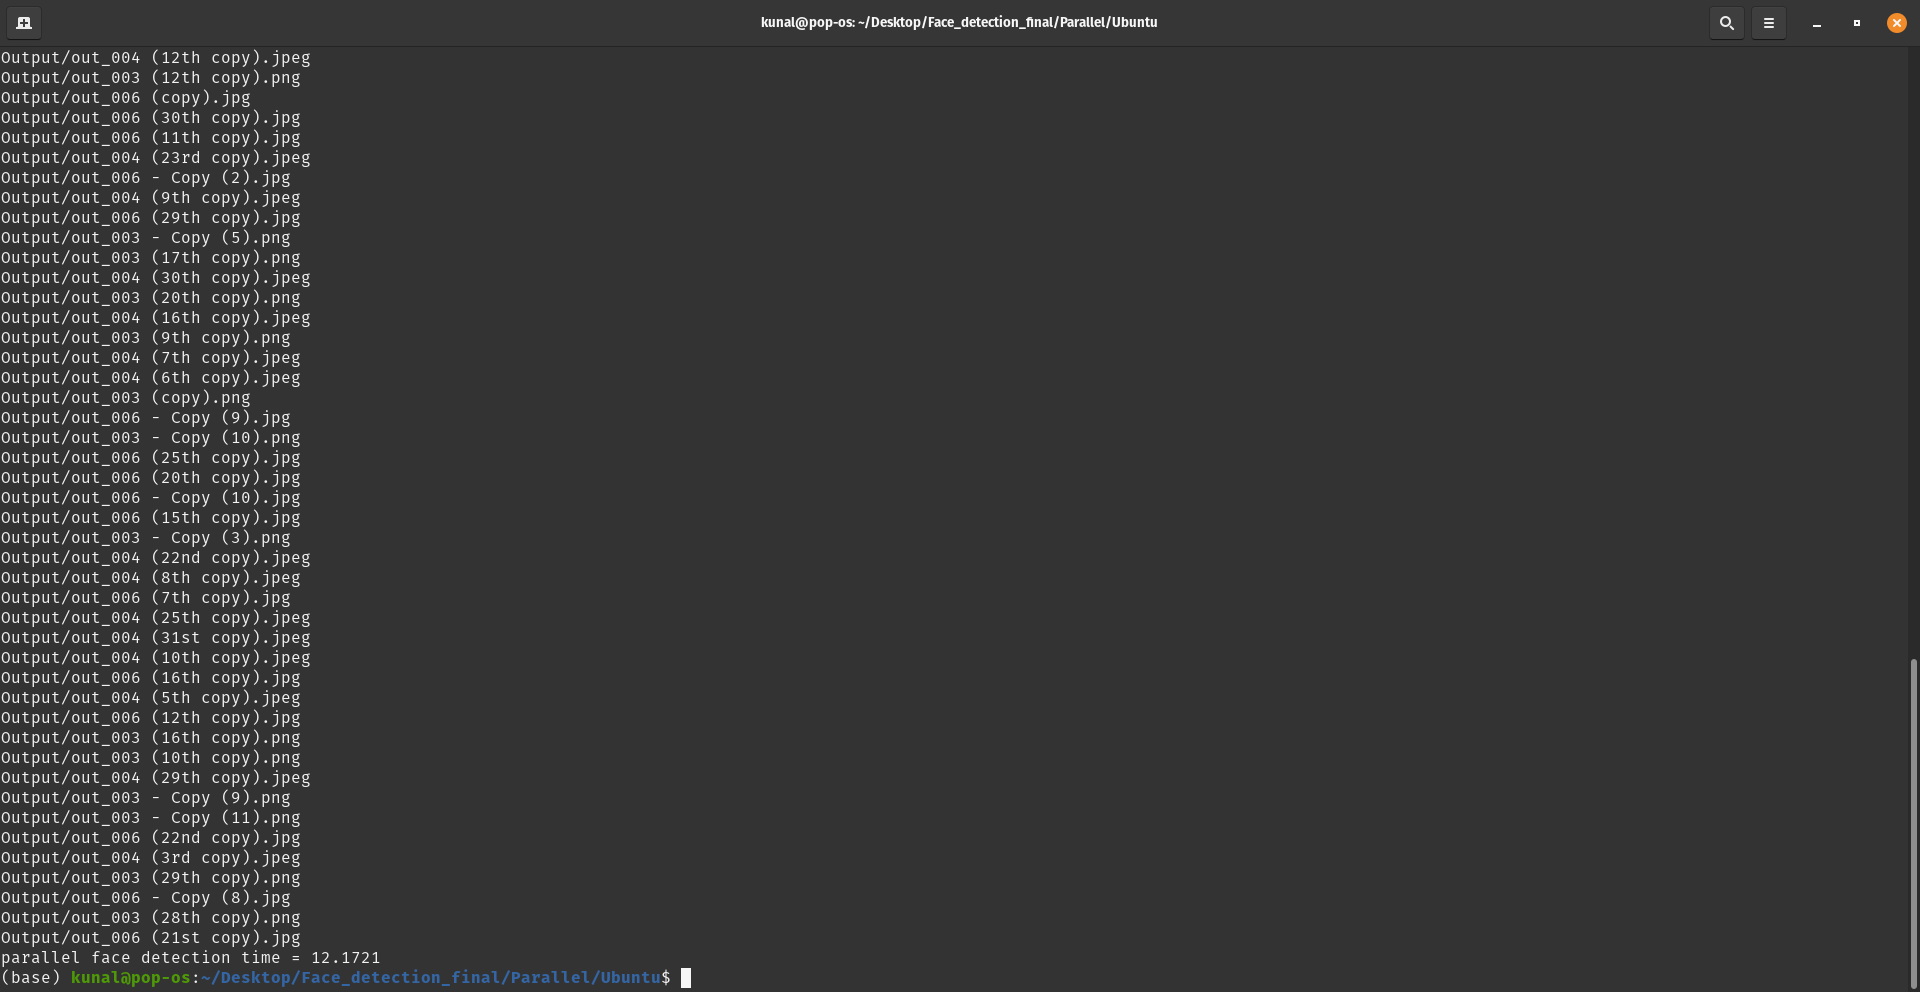 kunal@pop-os: ~/Desktop/Face_detection_final/Parallel/Ubuntu
Output/out_004 (12th copy).jpeg
Output/out_003 (12th copy).png
Output/out_006 (copy).jpg
Output/out_006 (30th copy).jpg
Output/out_006 (11th copy).jpg
Output/out_004 (23rd copy).jpeg
Output/out_006 - Copy (2).jpg
Output/out_004 (9th copy).jpeg
Output/out_006 (29th copy).jpg
Output/out_003 - Copy (5).png
Output/out_003 (17th copy).png
Output/out_004 (30th copy).jpeg
Output/out_003 (20th copy).png
Output/out_004 (16th copy).jpeg
Output/out_003 (9th copy).png
Output/out_004 (7th copy).jpeg
Output/out_004 (6th copy).jpeg
Output/out_003 (copy).png
Output/out_006 - Copy (9).jpg
Output/out_003 - Copy (10).png
Output/out_006 (25th copy).jpg
Output/out_006 (20th copy).jpg
Output/out_006 - Copy (10).jpg
Output/out_006 (15th copy).jpg
Output/out_003 - Copy (3).png
Output/out_004 (22nd copy).jpeg
Output/out_004 (8th copy).jpeg
Output/out_006 (7th copy).jpg
Output/out_004 (25th copy).jpeg
Output/out_004 (31st copy).jpeg
Output/out_004 (10th copy).jpeg
Output/out_006 (16th copy).jpg
Output/out_004 (5th copy).jpeg
Output/out_006 (12th copy).jpg
Output/out_003 (16th copy).png
Output/out_003 (10th copy).png
Output/out_004 (29th copy).jpeg
Output/out_003 - Copy (9).png
Output/out_003 - Copy (11).png
Output/out_006 (22nd copy).jpg
Output/out_004 (3rd copy).jpeg
Output/out_003 (29th copy).png
Output/out_006 - Copy (8).jpg
Output/out_003 (28th copy).png
Output/out_006 (21st copy).jpg
parallel face detection time = 12.1721
(base) kunal@pop-os:~/Desktop/Face_detection_final/Parallel/Ubuntu$